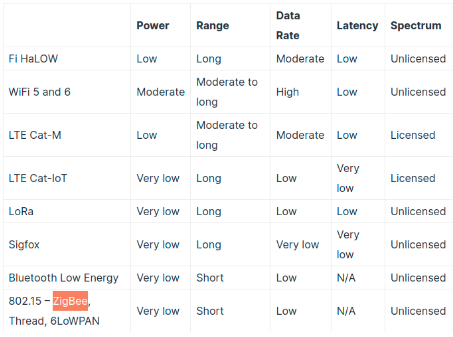 Power Range Data Rate Latency Spectrum
Fi HaLOW Low Long Moderate Low Unlicensed
WiFi 5 and 6 Moderate Moderate to long High Low Unlicensed
LTE Cat-M Low Moderate to long Moderate Low Licensed
LTE Cat-IoT Very low Long Low Very low Licensed
LoRa Very low Long Low Low Unlicensed
Sigfox Very low Long Very low Very low Unlicensed
Bluetooth Low Energy Very low Short Low N/A Unlicensed
802.15 – ZigBee, Thread, 6LoWPAN Very low Short Low N/A Unlicensed